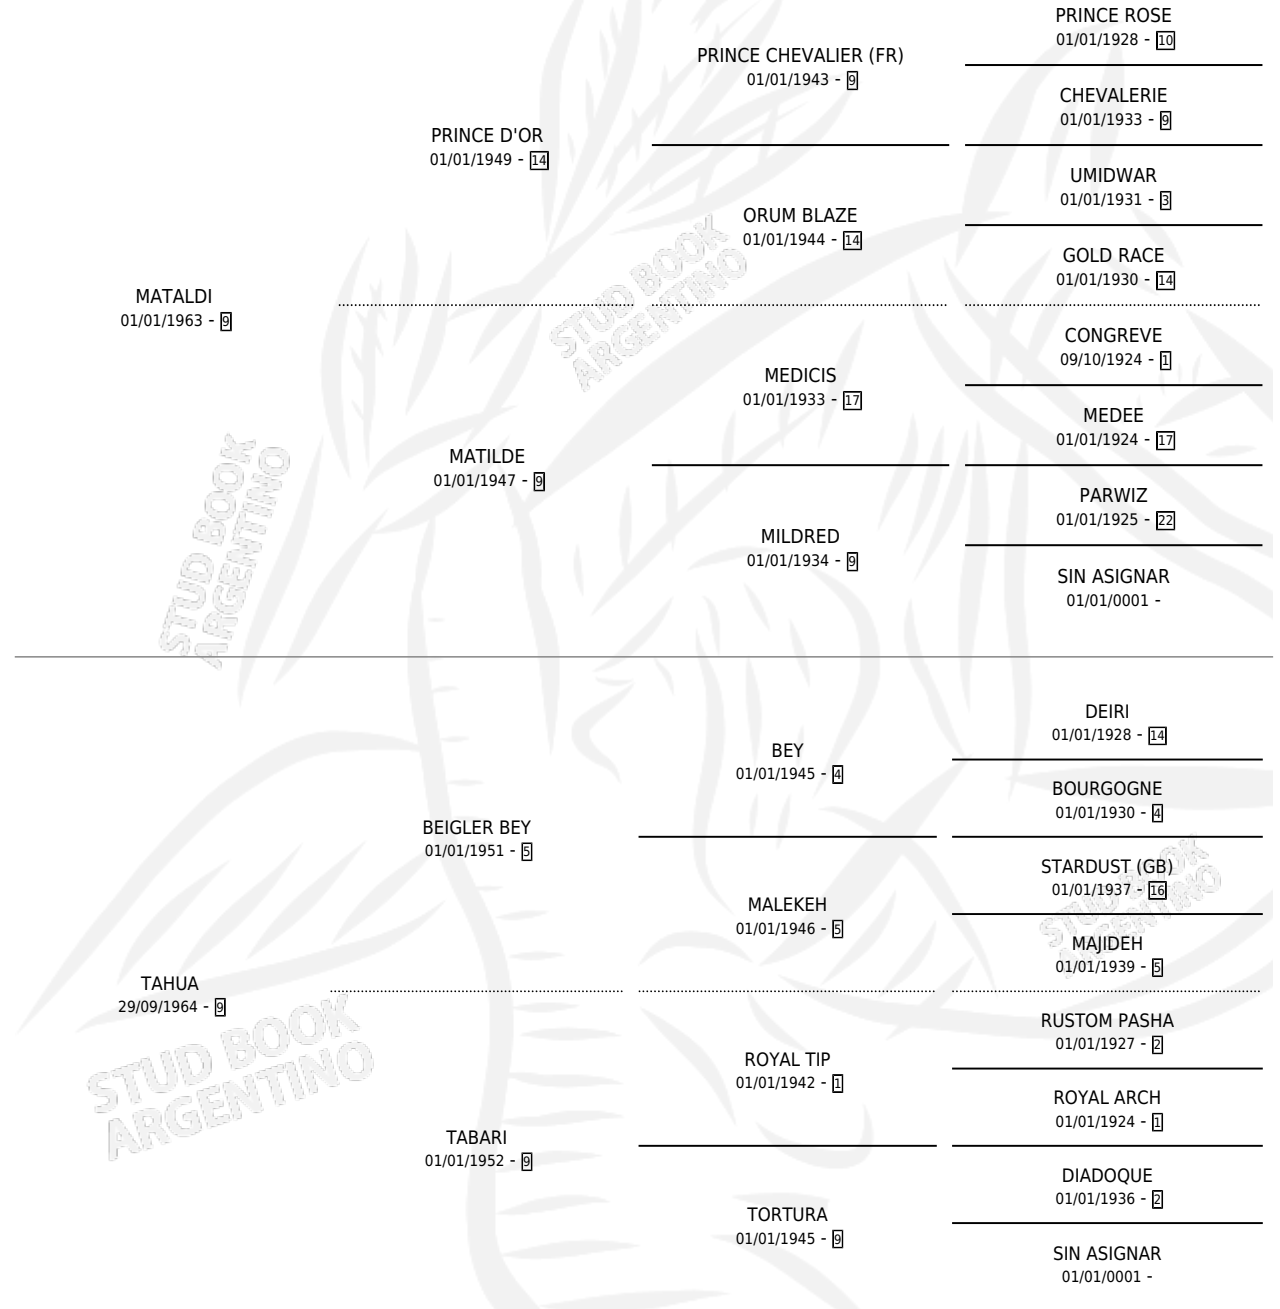 PRINCE ROSE
01/01/1928 - 10
PRINCE CHEVALIER (FR)
01/01/1943 - 9
CHEVALERIE
01/01/1933 - 9
PRINCE D'OR
01/01/1949 - 14
UMIDWAR
01/01/1931 - 3
ORUM BLAZE
01/01/1944 - 14
GOLD RACE
01/01/1930 - 14
MATALDI
01/01/1963 - 9
CONGREVE
09/10/1924 - 1
MEDICIS
01/01/1933 - 17
MEDEE
01/01/1924 - 17
MATILDE
01/01/1947 - 9
PARWIZ
01/01/1925 - 22
MILDRED
01/01/1934 - 9
SIN ASIGNAR
01/01/0001 -
DEIRI
01/01/1928 - 14
BEY
01/01/1945 - 4
BOURGOGNE
01/01/1930 - 4
BEIGLER BEY
01/01/1951 - 5
STARDUST (GB)
01/01/1937 - 16
MALEKEH
01/01/1946 - 5
MAJIDEH
01/01/1939 - 5
TAHUA
29/09/1964 - 9
RUSTOM PASHA
01/01/1927 - 2
ROYAL TIP
01/01/1942 - 1
ROYAL ARCH
01/01/1924 - 1
TABARI
01/01/1952 - 9
DIADOQUE
01/01/1936 - 2
TORTURA
01/01/1945 - 9
SIN ASIGNAR
01/01/0001 -
STUD BOOK
ARGENTINO
STUD BOOK
ARGENTINO
STUD BOOK
ARGENTINO
STUD BOOK
ARGENTINO